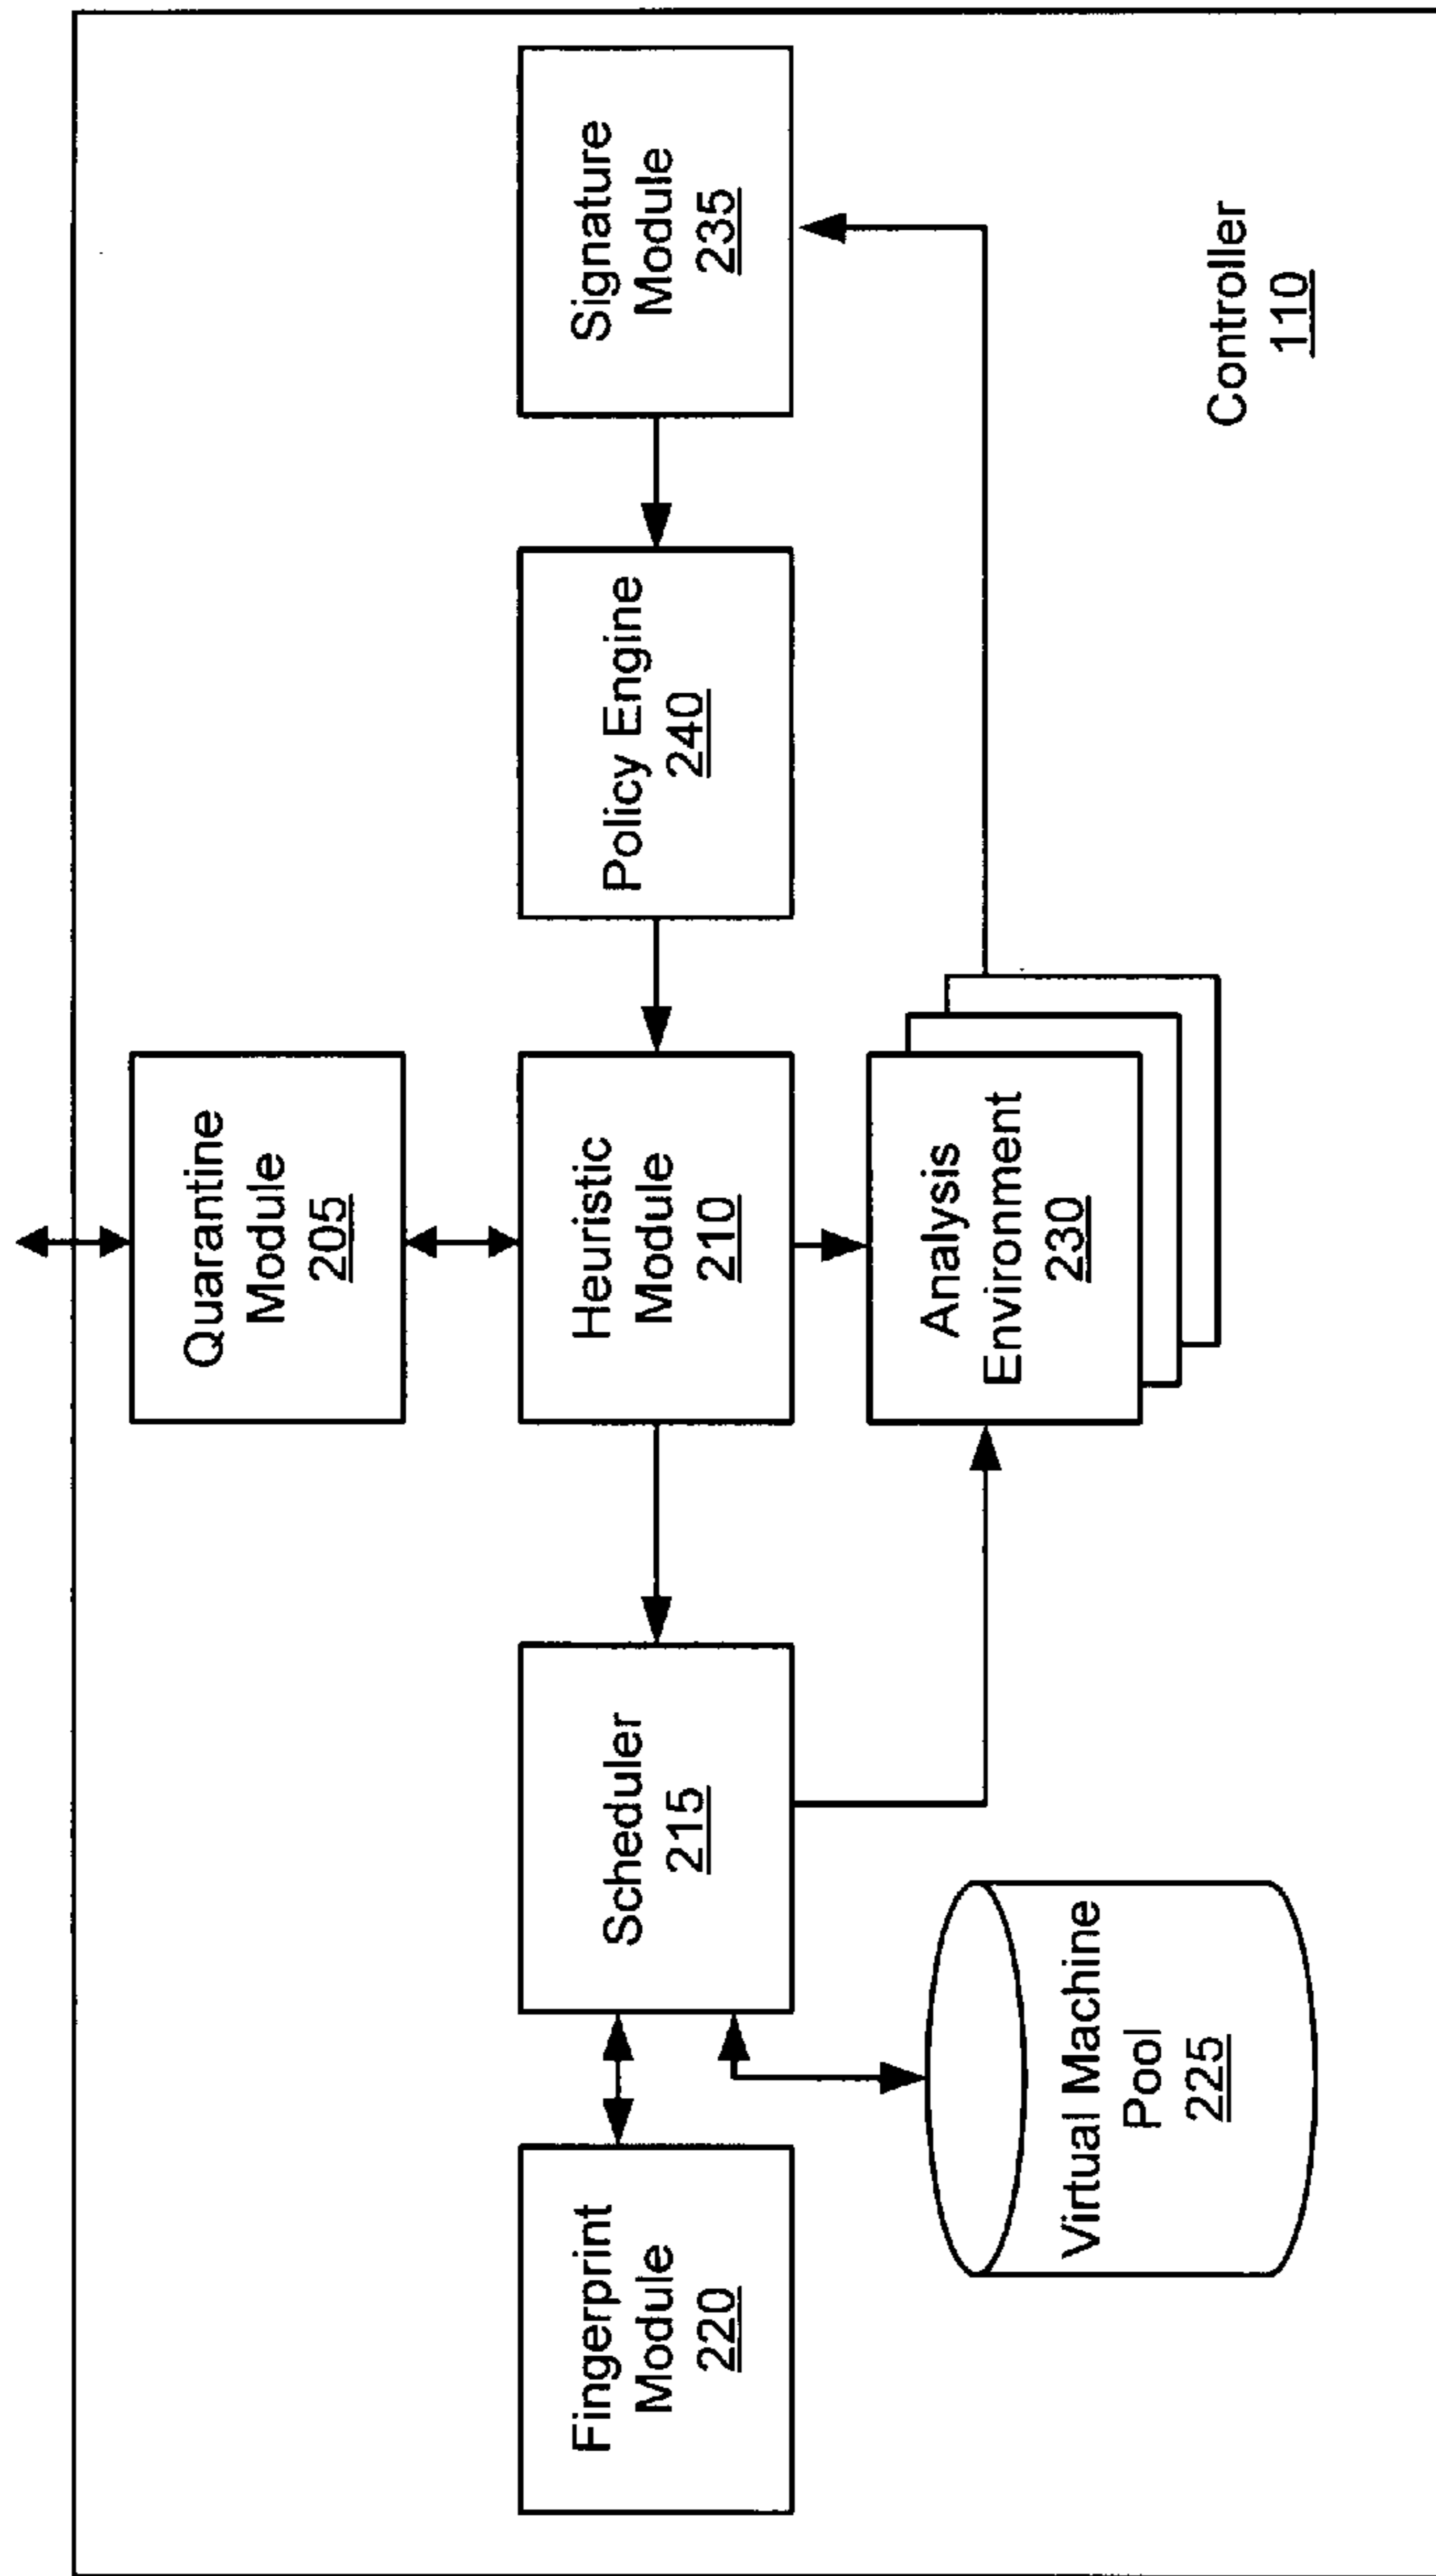 Quarantine
Module
205
Fingerprint
Module
220
Scheduler
215
Heuristic
Module
210
Policy Engine
240
Signature
Module
235
Virtual Machine
Pool
225
Analysis
Environment
230
Controller
110